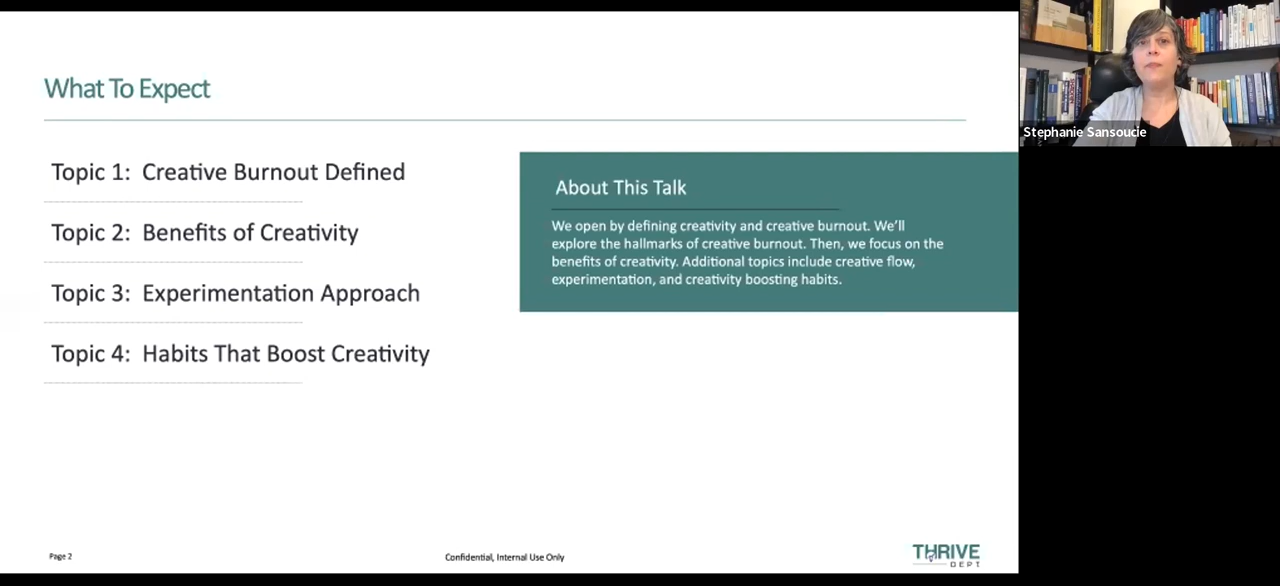 What To Expect
Topic 1: Creative Burnout Defined
Topic 2: Benefits of Creativity
Topic 3: Experimentation Approach
Topic 4: Habits That Boost Creativity
About This Talk
We open by defining creativity and creative burnout. We'll
explore the hallmarks of creative burnout. Then, we focus on the
benefits of creativity. Additional topics include creative flow,
experimentation, and creativity boosting habits.
Page 2
Confidential, Internal Use Only
THRIVE
DEPT
Stephanie Sansoucie